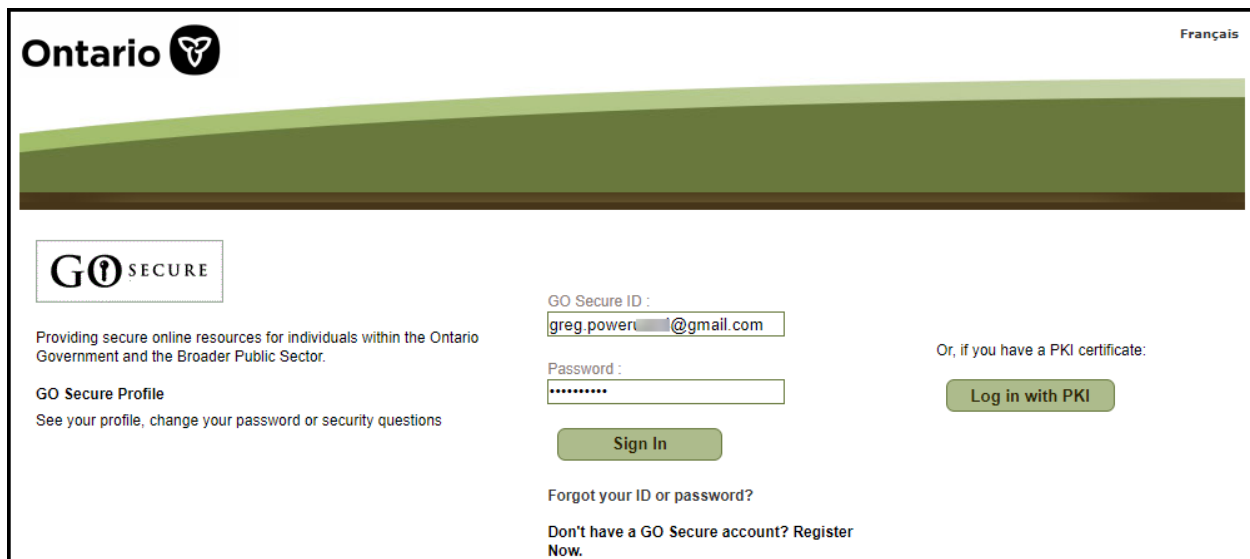 Ontario
Français
GO SECURE
Providing secure online resources for individuals within the Ontario
Government and the Broader Public Sector.
GO Secure Profile
See your profile, change your password or security questions
GO Secure ID :
@gmail.com
Password :
••••••••••
Sign In
Forgot your ID or password?
Don't have a GO Secure account? Register
Now.
Or, if you have a PKI certificate:
Log in with PKI